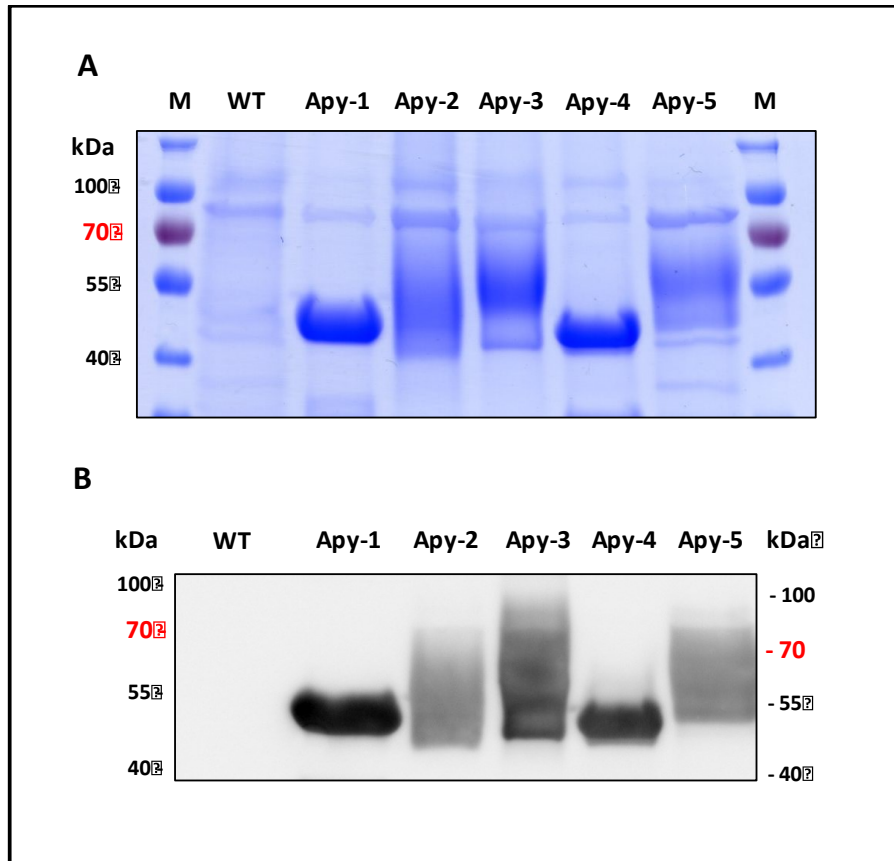 A
M WT Apy-1 Apy-2 Apy-3 Apy-4 Apy-5 M
kDa
100-
70-
55-
40-
B
kDa WT Apy-1 Apy-2 Apy-3 Apy-4 Apy-5 kDa
100- - 100
70- - 70
55- - 55
40- - 40